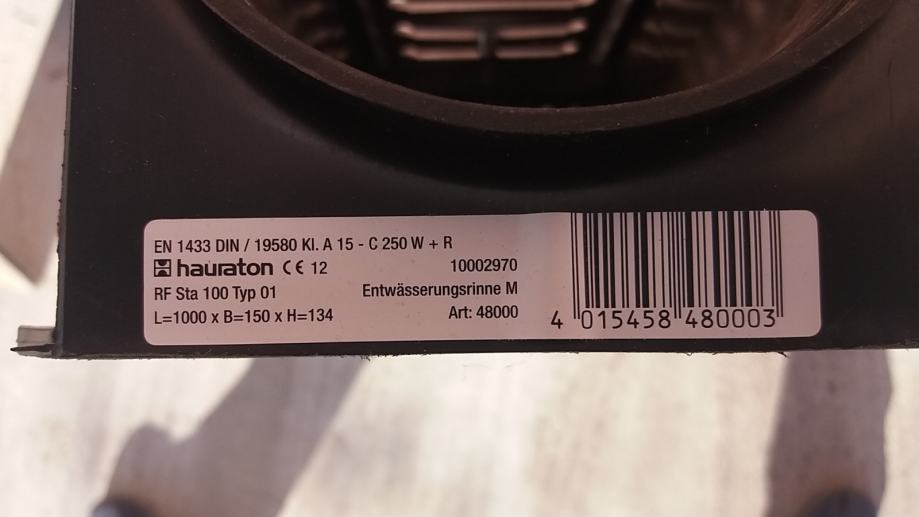 EN 1433 DIN / 19580 Kl. A 15 - C 250 W + R
hauraton CE 12 10002970
RF Sta 100 Typ 01 Entwässerungsrinne M
L=1000 x B=150 x H=134 Art: 48000
4 015458 480003